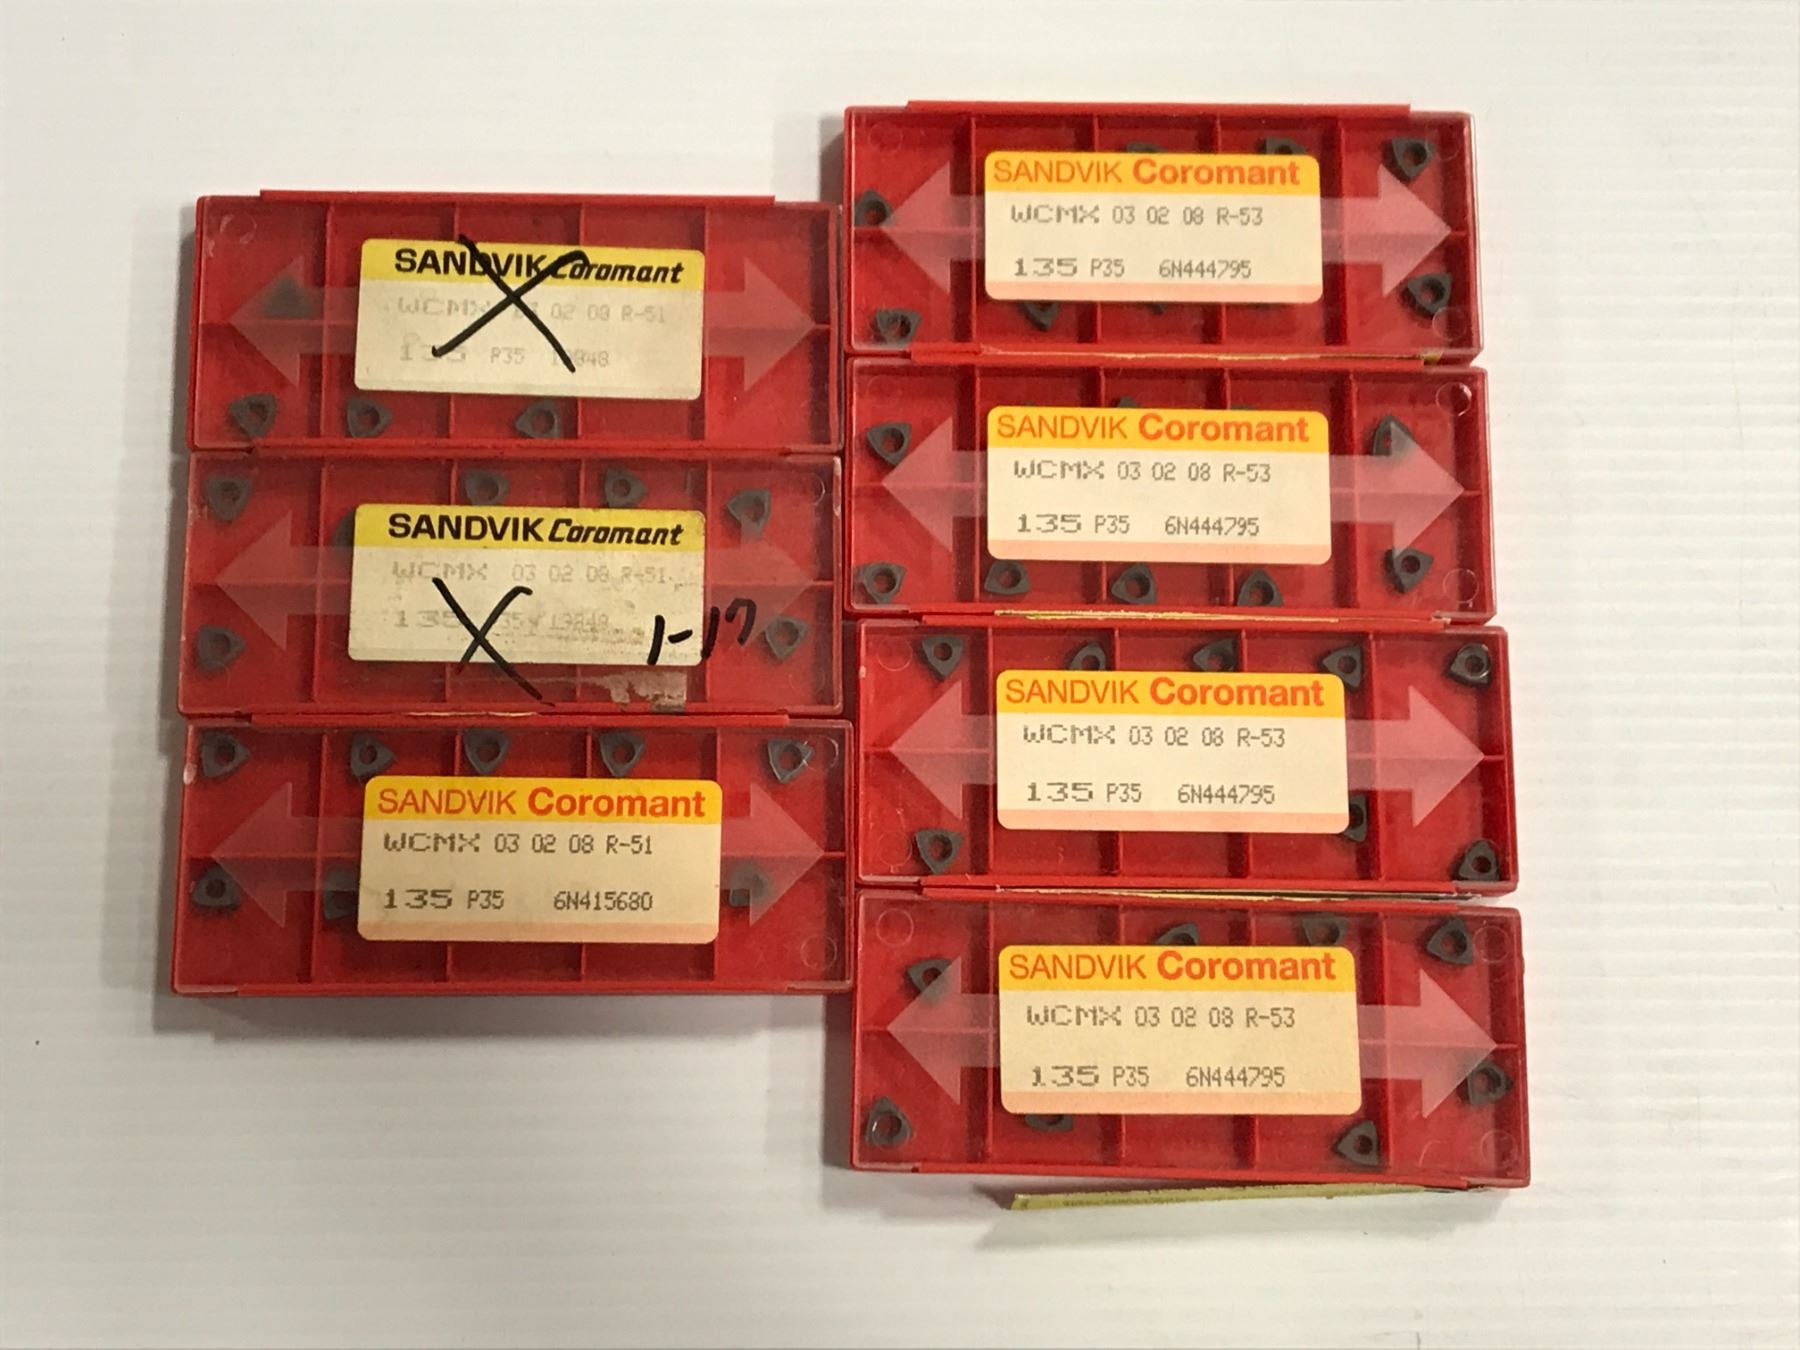 SANDVIK Coromant
WCMX 02 08 R-51
135 P35
SANDVIK Coromant
WCMX 03 02 08 R-51
135 P35 19848
1-17
SANDVIK Coromant
WCMX 03 02 08 R-51
135 P35 6N415680
SANDVIK Coromant
WCMX 03 02 08 R-53
135 P35 6N444795
SANDVIK Coromant
WCMX 03 02 08 R-53
135 P35 6N444795
SANDVIK Coromant
WCMX 03 02 08 R-53
135 P35 6N444795
SANDVIK Coromant
WCMX 03 02 08 R-53
135 P35 6N444795